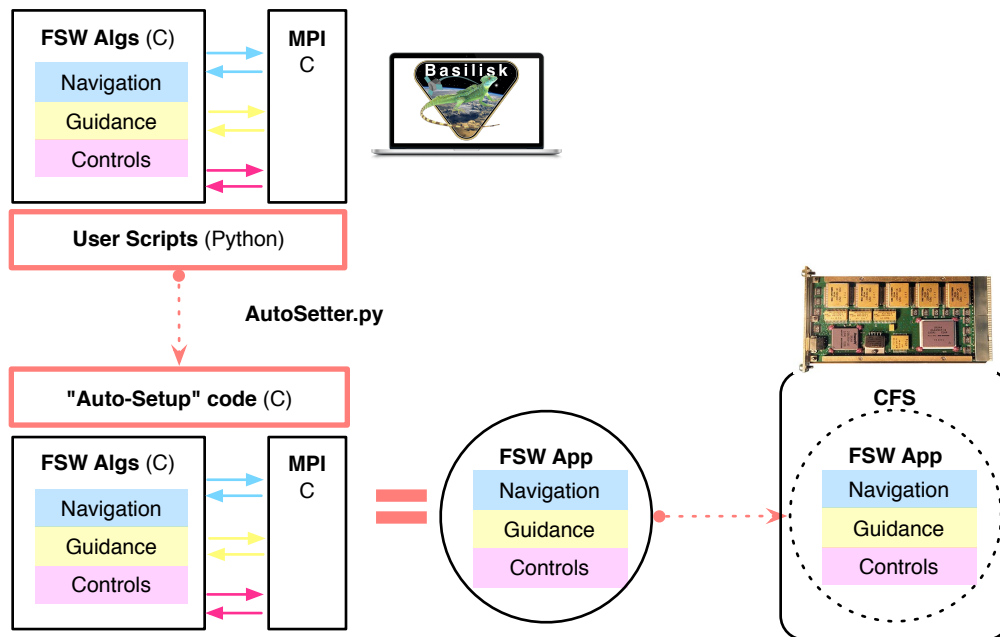 FSW Algs (C)
Navigation
Guidance
Controls
MPI
C
Basilisk
User Scripts (Python)
AutoSetter.py
"Auto-Setup" code (C)
FSW Algs (C)
Navigation
Guidance
Controls
MPI
C
FSW App
Navigation
Guidance
Controls
CFS
FSW App
Navigation
Guidance
Controls